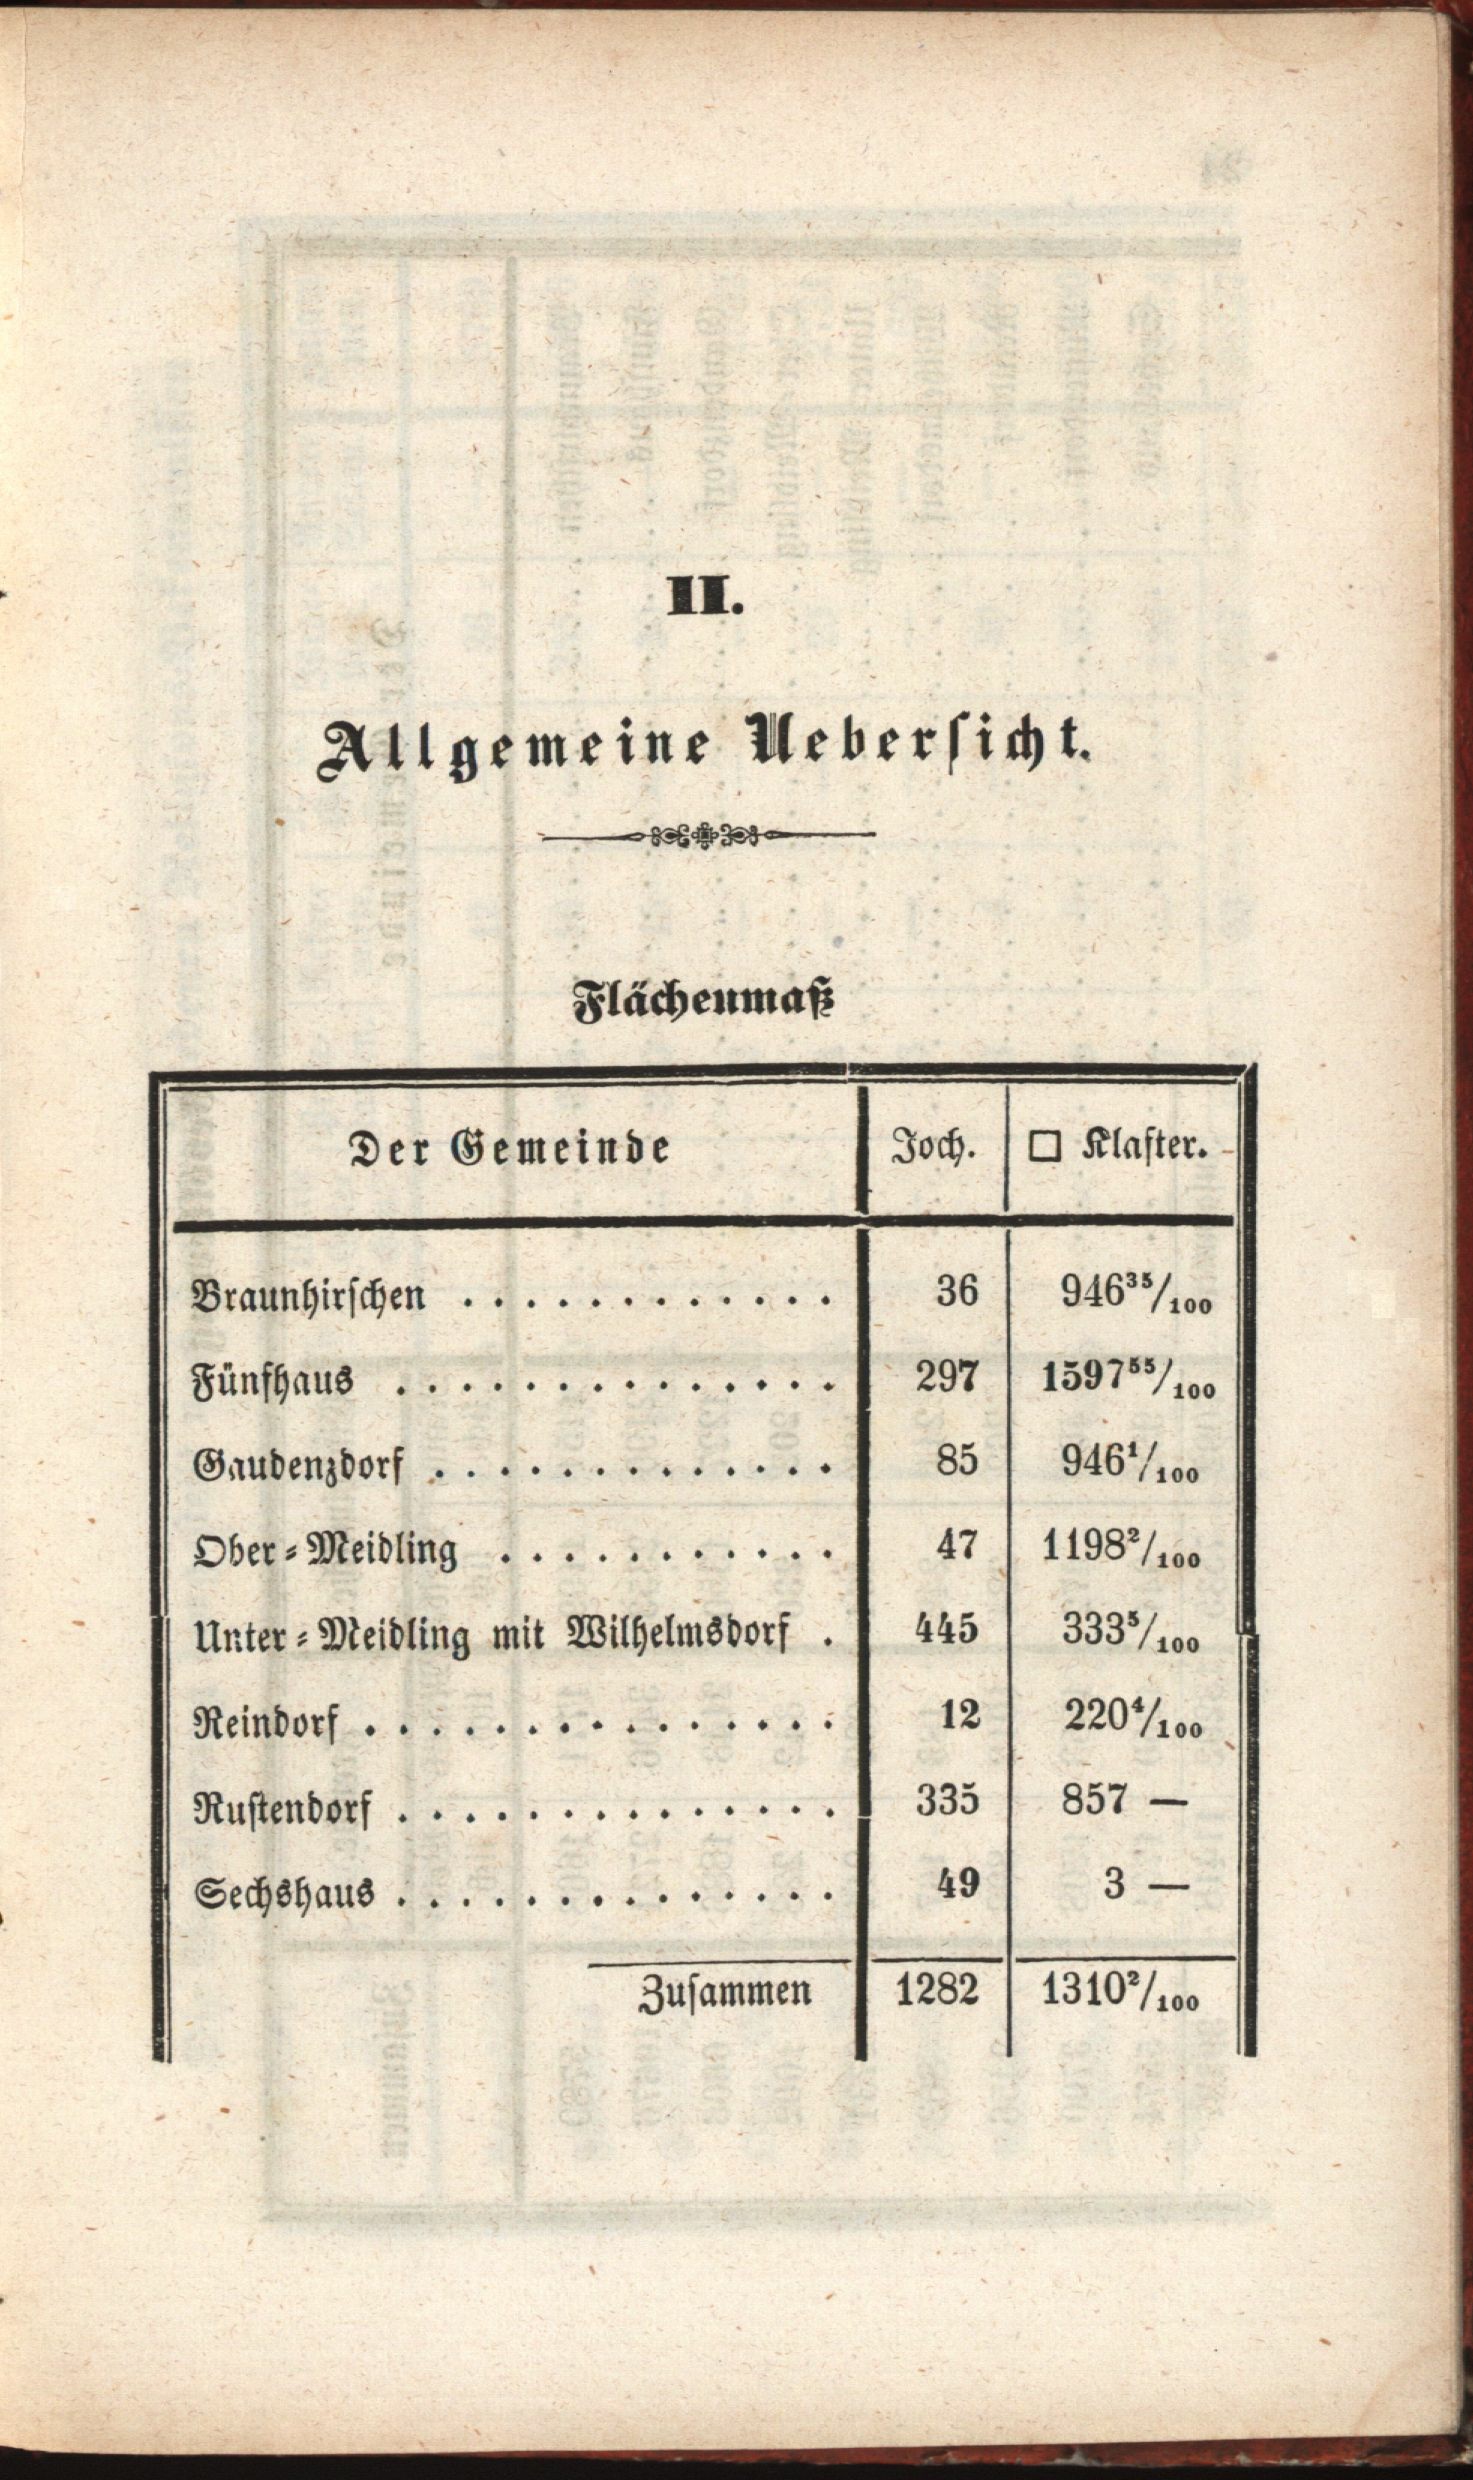 II.
Allgemeine Ueberſicht.
Flächenmaß
Der Gemeinde Joch. □ Klafter.
Braunhirſchen . . . . . . . . . . . . 36 946³⁵/₁₀₀
Fünfhaus . . . . . . . . . . . . . . 297 1597⁵⁵/₁₀₀
Gaudenzdorf . . . . . . . . . . . . . 85 946¹/₁₀₀
Ober-Meidling . . . . . . . . . . . 47 1198²/₁₀₀
Unter-Meidling mit Wilhelmsdorf . 445 333⁵/₁₀₀
Reindorf . . . . . . . . . . . . . . . 12 220⁴/₁₀₀
Ruſtendorf . . . . . . . . . . . . . . 335 857 —
Sechshaus . . . . . . . . . . . . . . 49 3 —
Zuſammen 1282 1310²/₁₀₀